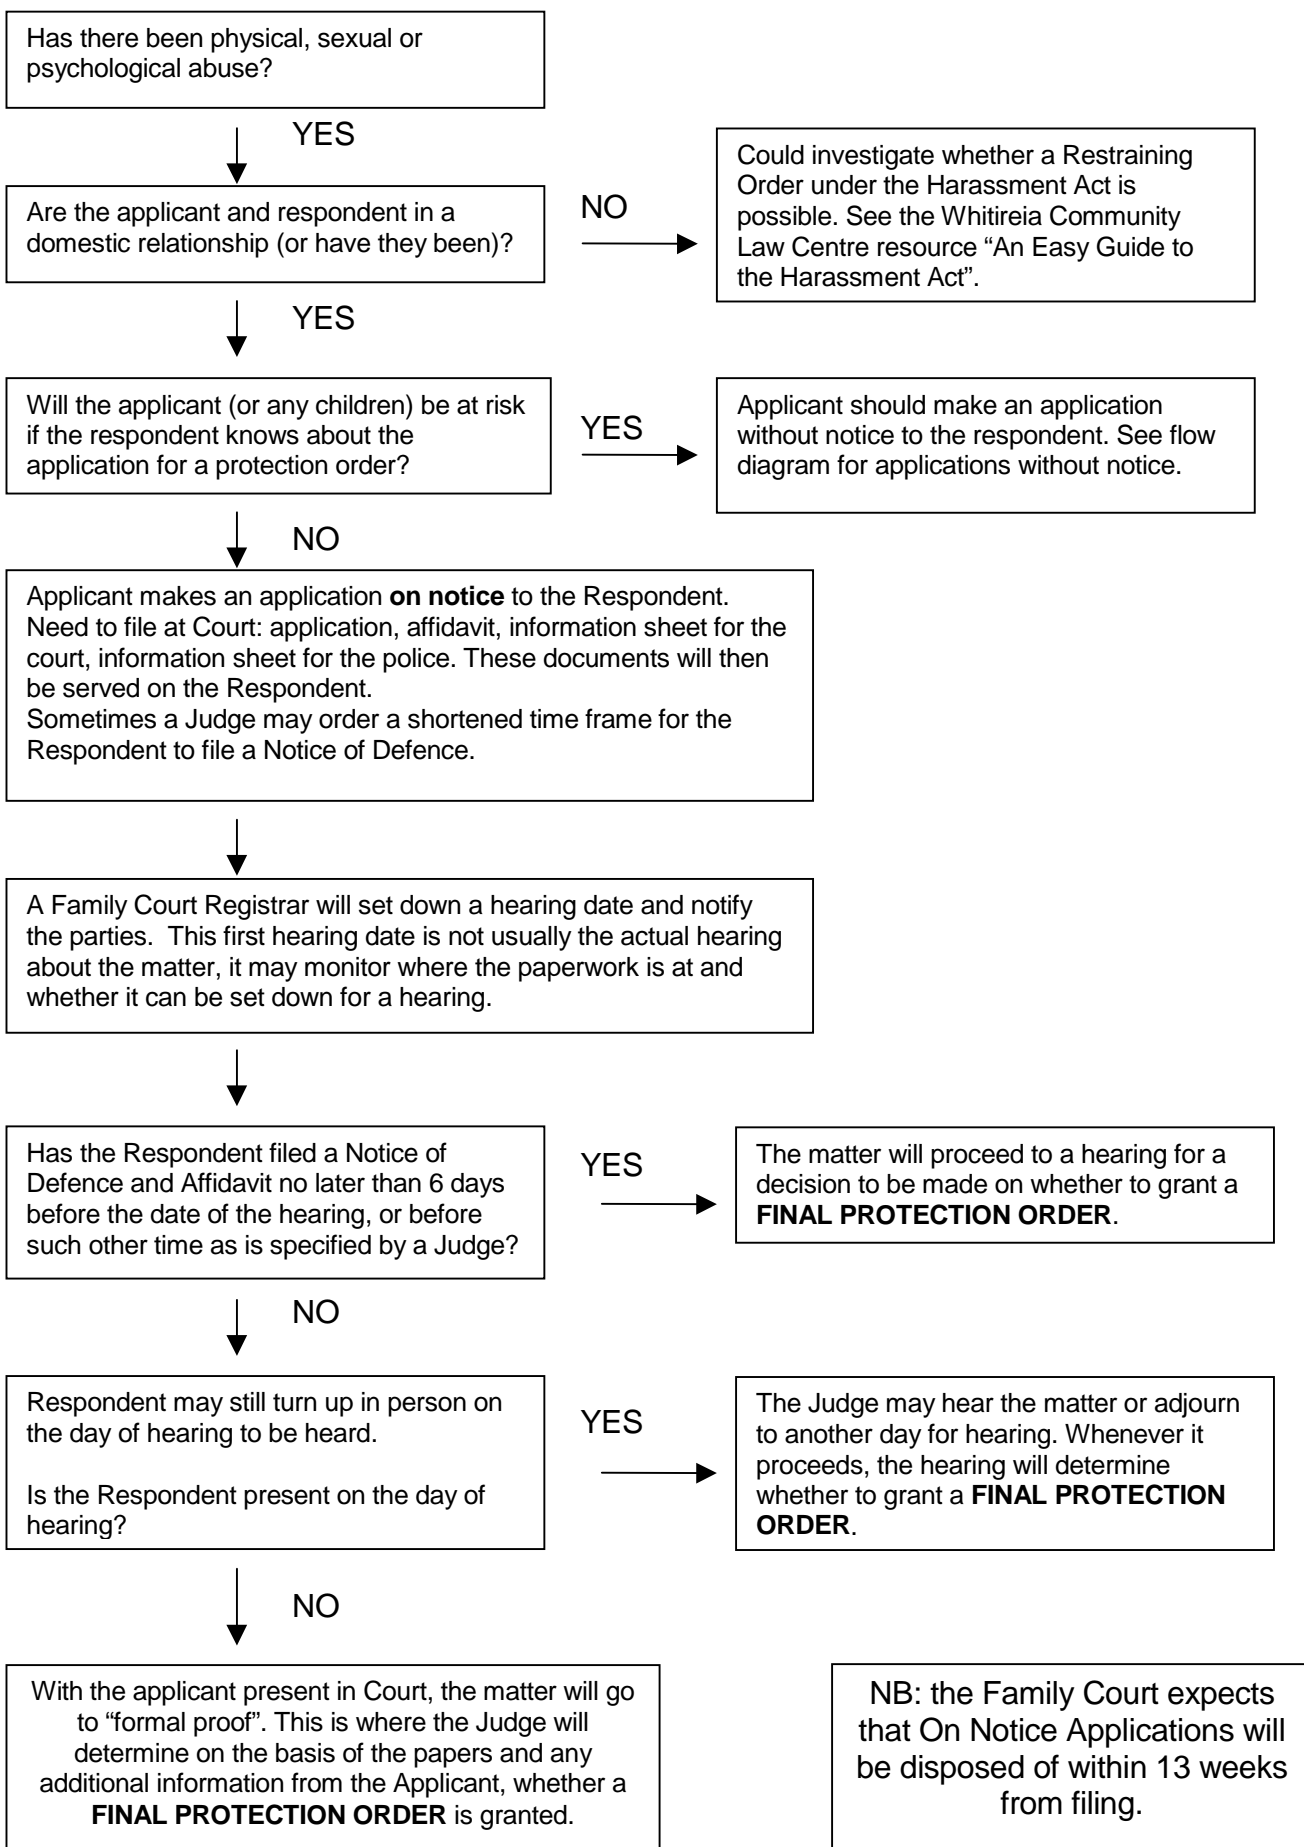 Has there been physical, sexual or
psychological abuse?
YES
Are the applicant and respondent in a
domestic relationship (or have they been)?
NO
Could investigate whether a Restraining
Order under the Harassment Act is
possible. See the Whitireia Community
Law Centre resource “An Easy Guide to
the Harassment Act”.
YES
Will the applicant (or any children) be at risk
if the respondent knows about the
application for a protection order?
YES
Applicant should make an application
without notice to the respondent. See flow
diagram for applications without notice.
NO
Applicant makes an application on notice to the Respondent.
Need to file at Court: application, affidavit, information sheet for the
court, information sheet for the police. These documents will then
be served on the Respondent.
Sometimes a Judge may order a shortened time frame for the
Respondent to file a Notice of Defence.
A Family Court Registrar will set down a hearing date and notify
the parties.  This first hearing date is not usually the actual hearing
about the matter, it may monitor where the paperwork is at and
whether it can be set down for a hearing.
Has the Respondent filed a Notice of
Defence and Affidavit no later than 6 days
before the date of the hearing, or before
such other time as is specified by a Judge?
YES
The matter will proceed to a hearing for a
decision to be made on whether to grant a
FINAL PROTECTION ORDER.
NO
Respondent may still turn up in person on
the day of hearing to be heard.
Is the Respondent present on the day of
hearing?
YES
The Judge may hear the matter or adjourn
to another day for hearing. Whenever it
proceeds, the hearing will determine
whether to grant a FINAL PROTECTION
ORDER.
NO
With the applicant present in Court, the matter will go
to “formal proof”. This is where the Judge will
determine on the basis of the papers and any
additional information from the Applicant, whether a
FINAL PROTECTION ORDER is granted.
NB: the Family Court expects
that On Notice Applications will
be disposed of within 13 weeks
from filing.